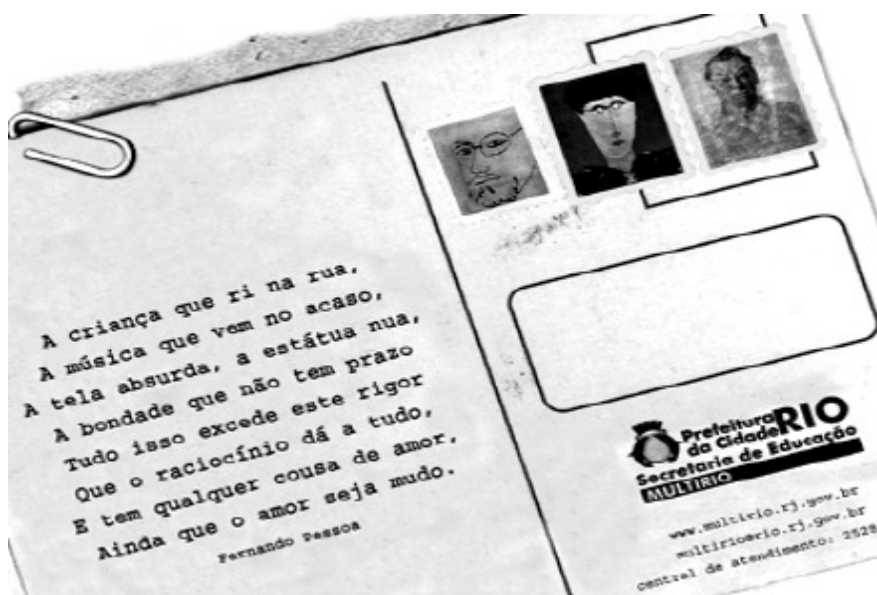 A criança que ri na rua,
A música que vem no acaso,
A tela absurda, a estátua nua,
A bondade que não tem prazo
Tudo isso excede este rigor
Que o raciocínio dá a tudo,
E tem qualquer cousa de amor,
Ainda que o amor seja mudo.
Fernando Pessoa
Prefeitura
da Cidade RIO
Secretaria de Educação
MULTIRIO
www.multirio.rj.gov.br
multirio@rio.rj.gov.br
central de atendimento: 2528